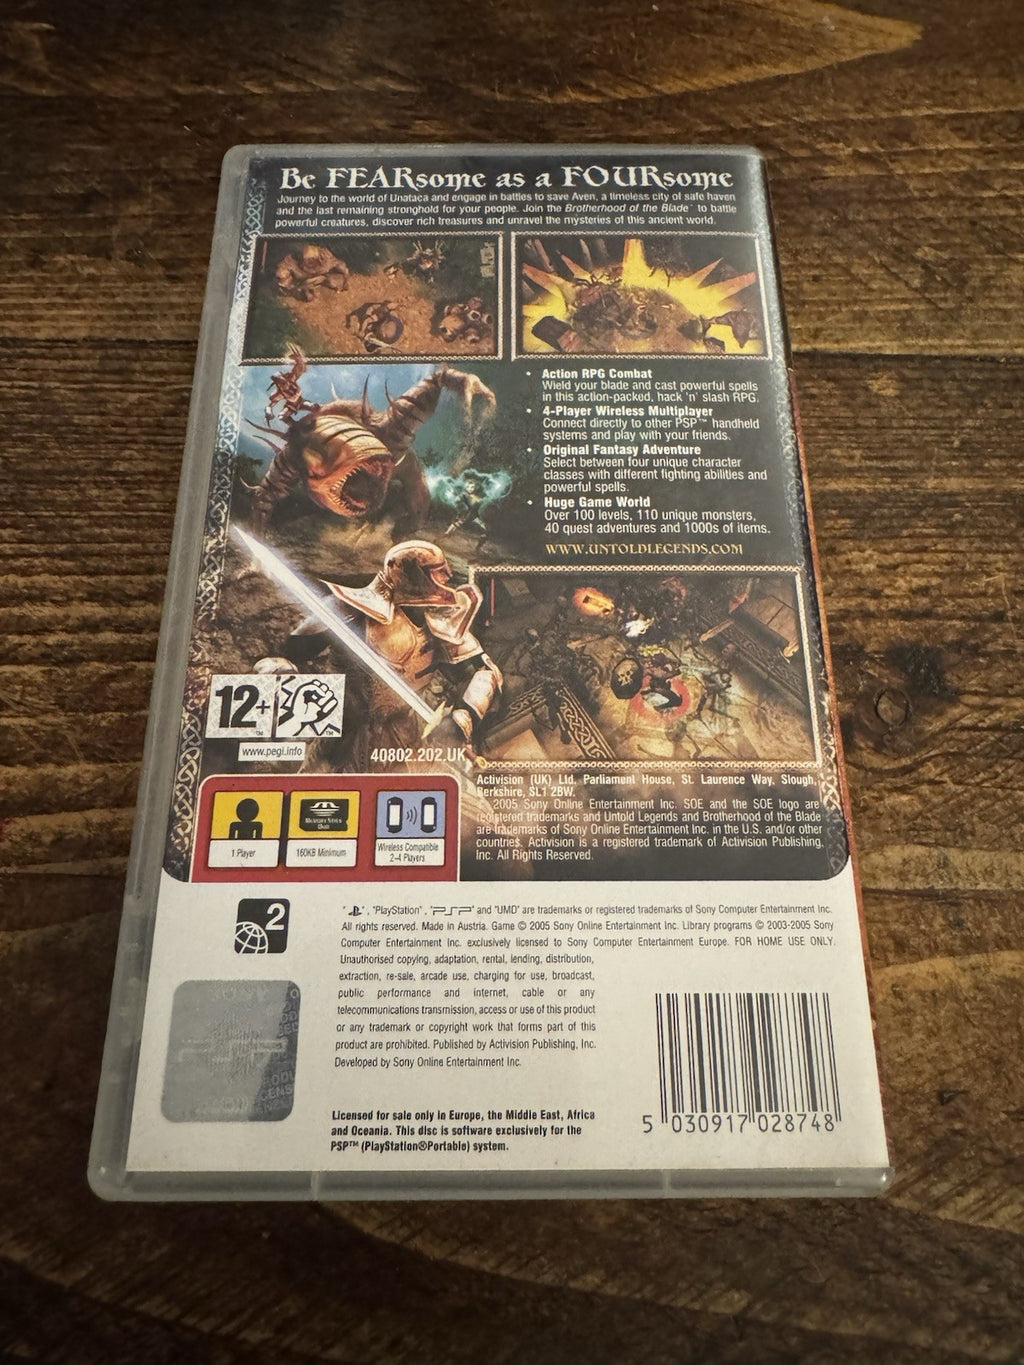 Be FEARsome as a FOURsome
Journey to the world of Unataca and engage in battles to save Aven, a timeless city of safe haven
and the last remaining stronghold for your people. Join the Brotherhood of the Blade™ to battle
powerful creatures, discover rich treasures and unravel the mysteries of this ancient world.
• Action RPG Combat
Wield your blade and cast powerful spells
in this action-packed, hack 'n' slash RPG.
• 4-Player Wireless Multiplayer
Connect directly to other PSP™ handheld
systems and play with your friends.
• Original Fantasy Adventure
Select between four unique character
classes with different fighting abilities and
powerful spells.
• Huge Game World
Over 100 levels, 110 unique monsters,
40 quest adventures and 1000s of items.
WWW.UNTOLDLEGENDS.COM
12+
www.pegi.info
40802.202.UK
Activision (UK) Ltd, Parliament House, St. Laurence Way, Slough,
Berkshire, SL1 2BW.
© 2005 Sony Online Entertainment Inc. SOE and the SOE logo are
registered trademarks and Untold Legends and Brotherhood of the Blade
are trademarks of Sony Online Entertainment Inc. in the U.S. and/or other
countries. Activision is a registered trademark of Activision Publishing,
Inc. All Rights Reserved.
1 Player
MEMORY STICK
DUO
160KB Minimum
Wireless Compatible
2-4 Players
2
" ", "PlayStation", "PSP" and "UMD" are trademarks or registered trademarks of Sony Computer Entertainment Inc.
All rights reserved. Made in Austria. Game © 2005 Sony Online Entertainment Inc. Library programs © 2003-2005 Sony
Computer Entertainment Inc. exclusively licensed to Sony Computer Entertainment Europe. FOR HOME USE ONLY.
Unauthorised copying, adaptation, rental, lending, distribution,
extraction, re-sale, arcade use, charging for use, broadcast,
public performance and internet, cable or any
telecommunications transmission, access or use of this product
or any trademark or copyright work that forms part of this
product are prohibited. Published by Activision Publishing, Inc.
Developed by Sony Online Entertainment Inc.
PSP
Licensed for sale only in Europe, the Middle East, Africa
and Oceania. This disc is software exclusively for the
PSP™ (PlayStation®Portable) system.
5 030917 028748